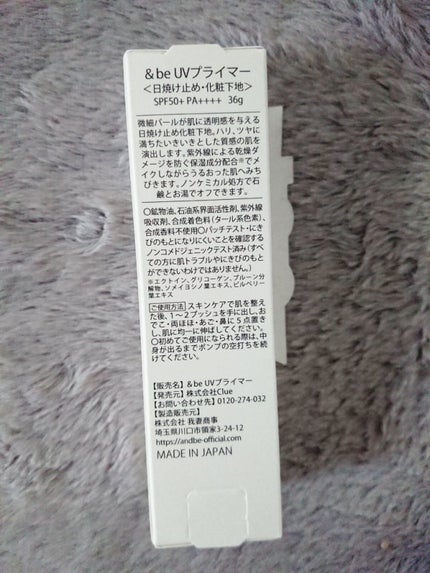 &be UVプライマー
＜日焼け止め・化粧下地＞
SPF50+ PA++++ 36g
微細パールが肌に透明感を与える
日焼け止め化粧下地。ハリ、ツヤに
満ちたいきいきとした質感の肌を
演出します。紫外線による乾燥ダ
メージを防ぐ保湿成分配合※でメ
イクしながらうるおった肌へみち
びきます。ノンケミカル処方で石
鹸とお湯でオフできます。
〇鉱物油、石油系界面活性剤、紫外線
吸収剤、合成着色料（タール系色素）、
合成香料不使用〇パッチテスト・にき
びのもとになりにくいことを確認する
ノンコメドジェニックテスト済み（すべ
ての方に肌トラブルやにきびのもと
ができないわけではありません。）
※エクトイン、グリコーゲン、プルーン分
解物、ソメイヨシノ葉エキス、ビルベリー
葉エキス
ご使用方法 スキンケアで肌を整え
た後、1～2プッシュを手に出し、お
でこ・両ほほ・あご・鼻に5点置き
し、肌に均一に伸ばしてください。
〇初めてご使用になられる際は、中
身が出るまでポンプの空打ちを続
けてください。
【販売名】&be UVプライマー
【発売元】株式会社Clue
【お問い合わせ先】0120-274-032
【製造販売元】
株式会社 我妻商事
埼玉県川口市領家3-24-12
https://andbe-official.com
MADE IN JAPAN